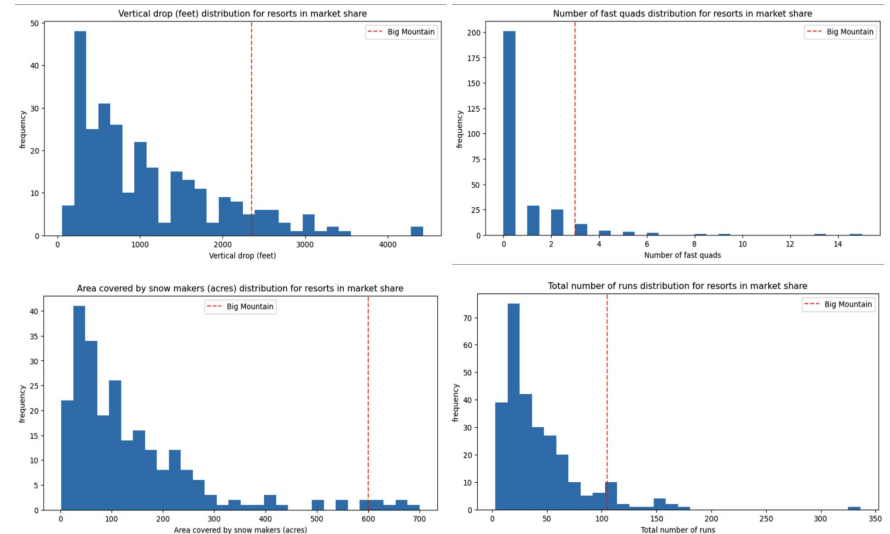 Vertical drop (feet) distribution for resorts in market share
50
40
30
20
10
0
frequency
Big Mountain
0 1000 2000 3000 4000
Vertical drop (feet)
Number of fast quads distribution for resorts in market share
200
175
150
125
100
75
50
25
0
frequency
Big Mountain
0 2 4 6 8 10 12 14
Number of fast quads
Area covered by snow makers (acres) distribution for resorts in market share
40
35
30
25
20
15
10
5
0
frequency
Big Mountain
0 100 200 300 400 500 600 700
Area covered by snow makers (acres)
Total number of runs distribution for resorts in market share
70
60
50
40
30
20
10
0
frequency
Big Mountain
0 50 100 150 200 250 300 350
Total number of runs